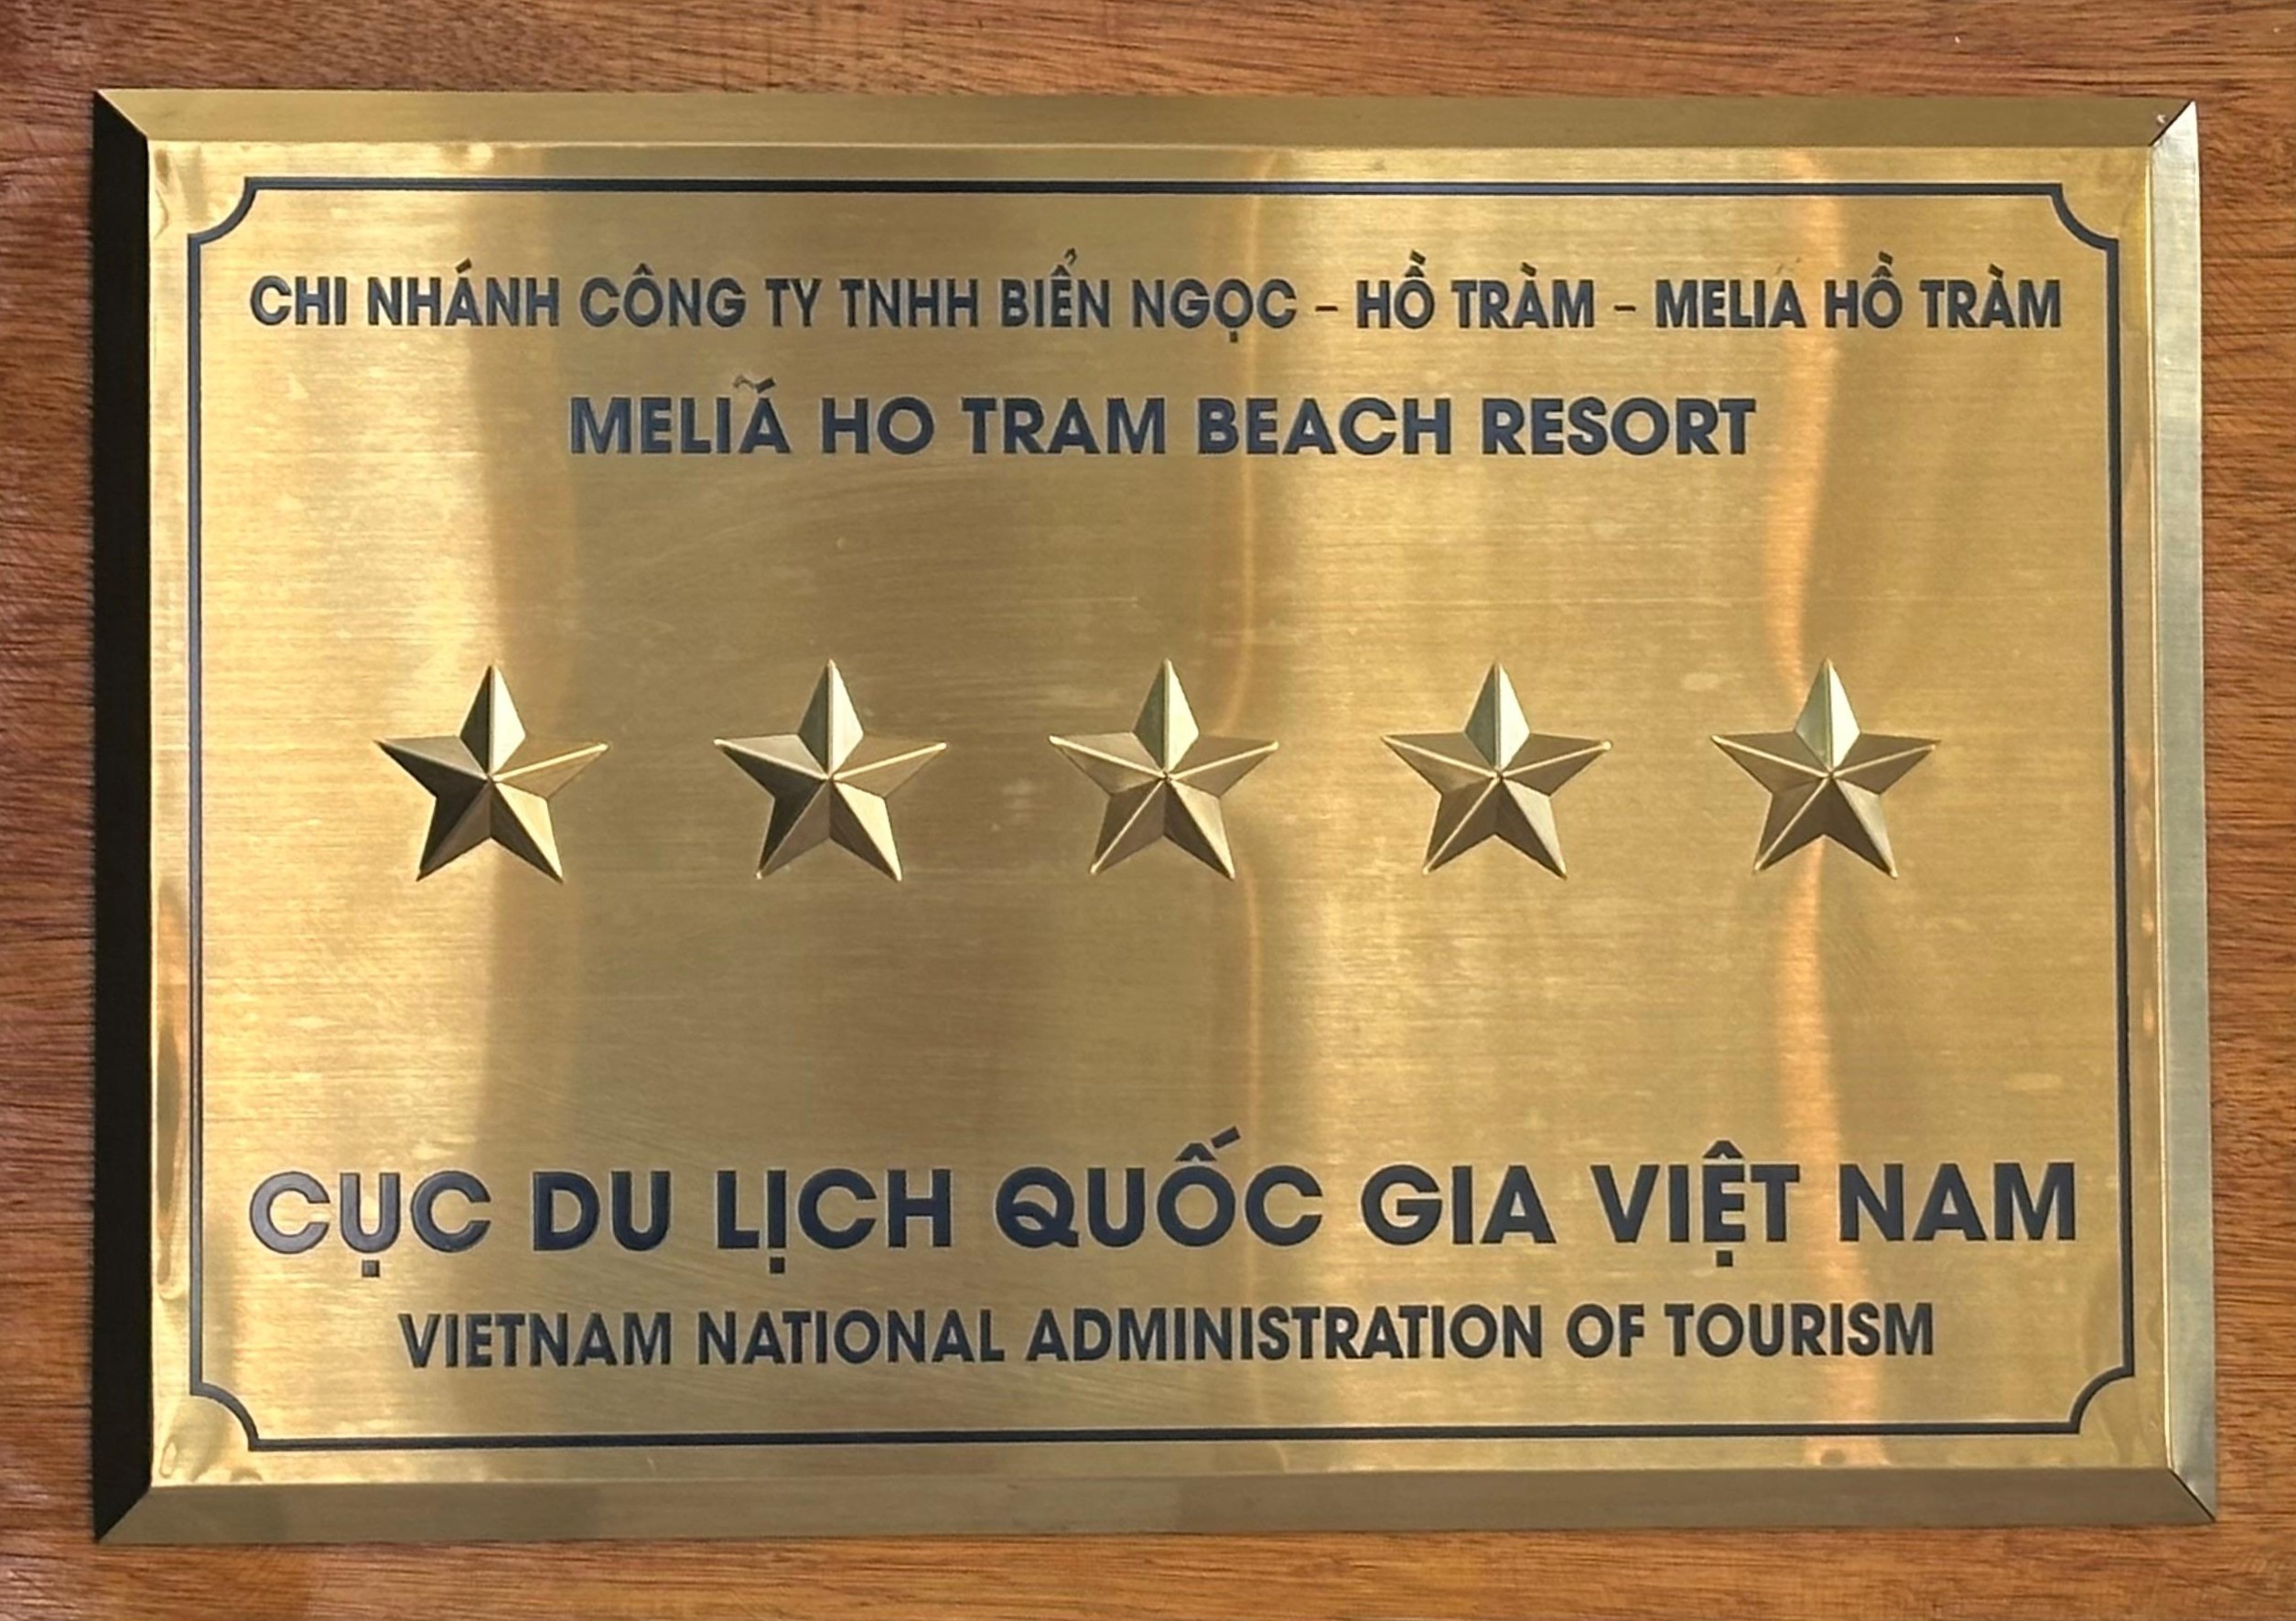 CHI NHÁNH CÔNG TY TNHH BIỂN NGỌC – HỒ TRÀM – MELIA HỒ TRÀM
MELIÃ HO TRAM BEACH RESORT
CỤC DU LỊCH QUỐC GIA VIỆT NAM
VIETNAM NATIONAL ADMINISTRATION OF TOURISM